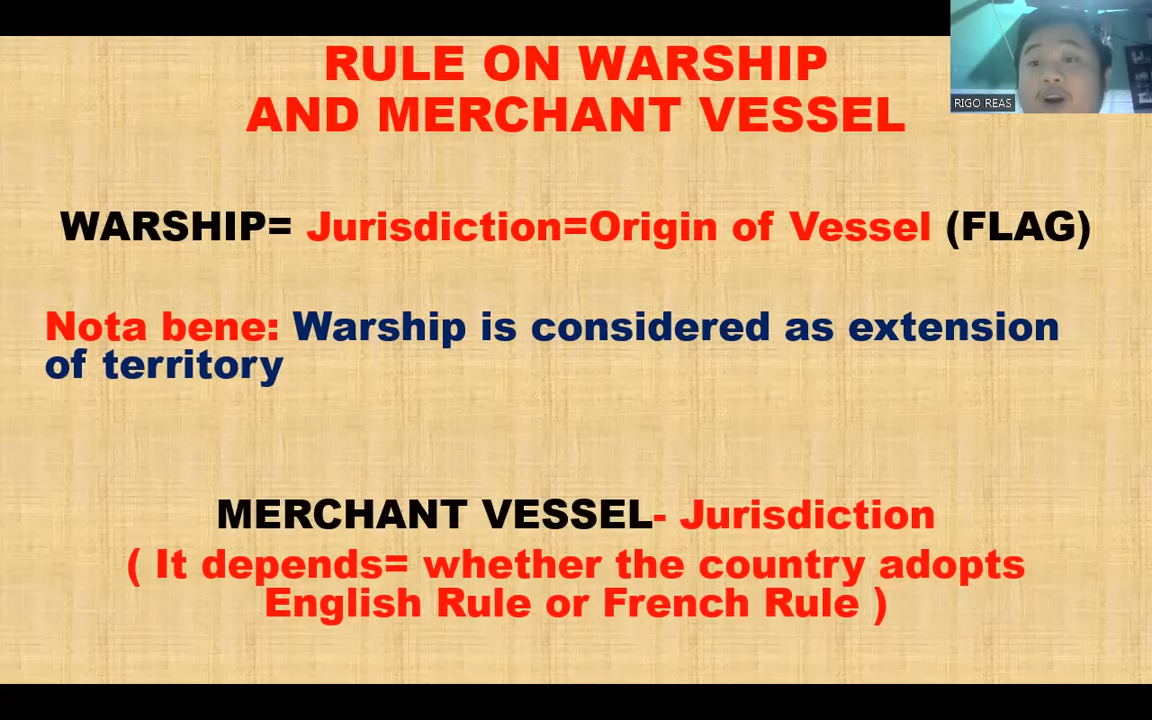 RULE ON WARSHIP
AND MERCHANT VESSEL
RIGO REAS
WARSHIP= Jurisdiction=Origin of Vessel (FLAG)
Nota bene: Warship is considered as extension
of territory
MERCHANT VESSEL- Jurisdiction
( It depends= whether the country adopts
English Rule or French Rule )